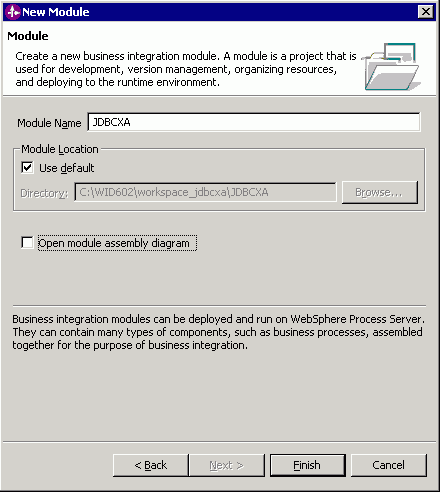 New Module
Module
Create a new business integration module. A module is a project that is
used for development, version management, organizing resources,
and deploying to the runtime environment.
Module Name JDBCXA
Module Location
Use default
Directory: C:\WID602\workspace_jdbcxa\JDBCXA Browse...
Open module assembly diagram
Business integration modules can be deployed and run on WebSphere Process Server.
They can contain many types of components, such as business processes, assembled
together for the purpose of business integration.
< Back Next > Finish Cancel